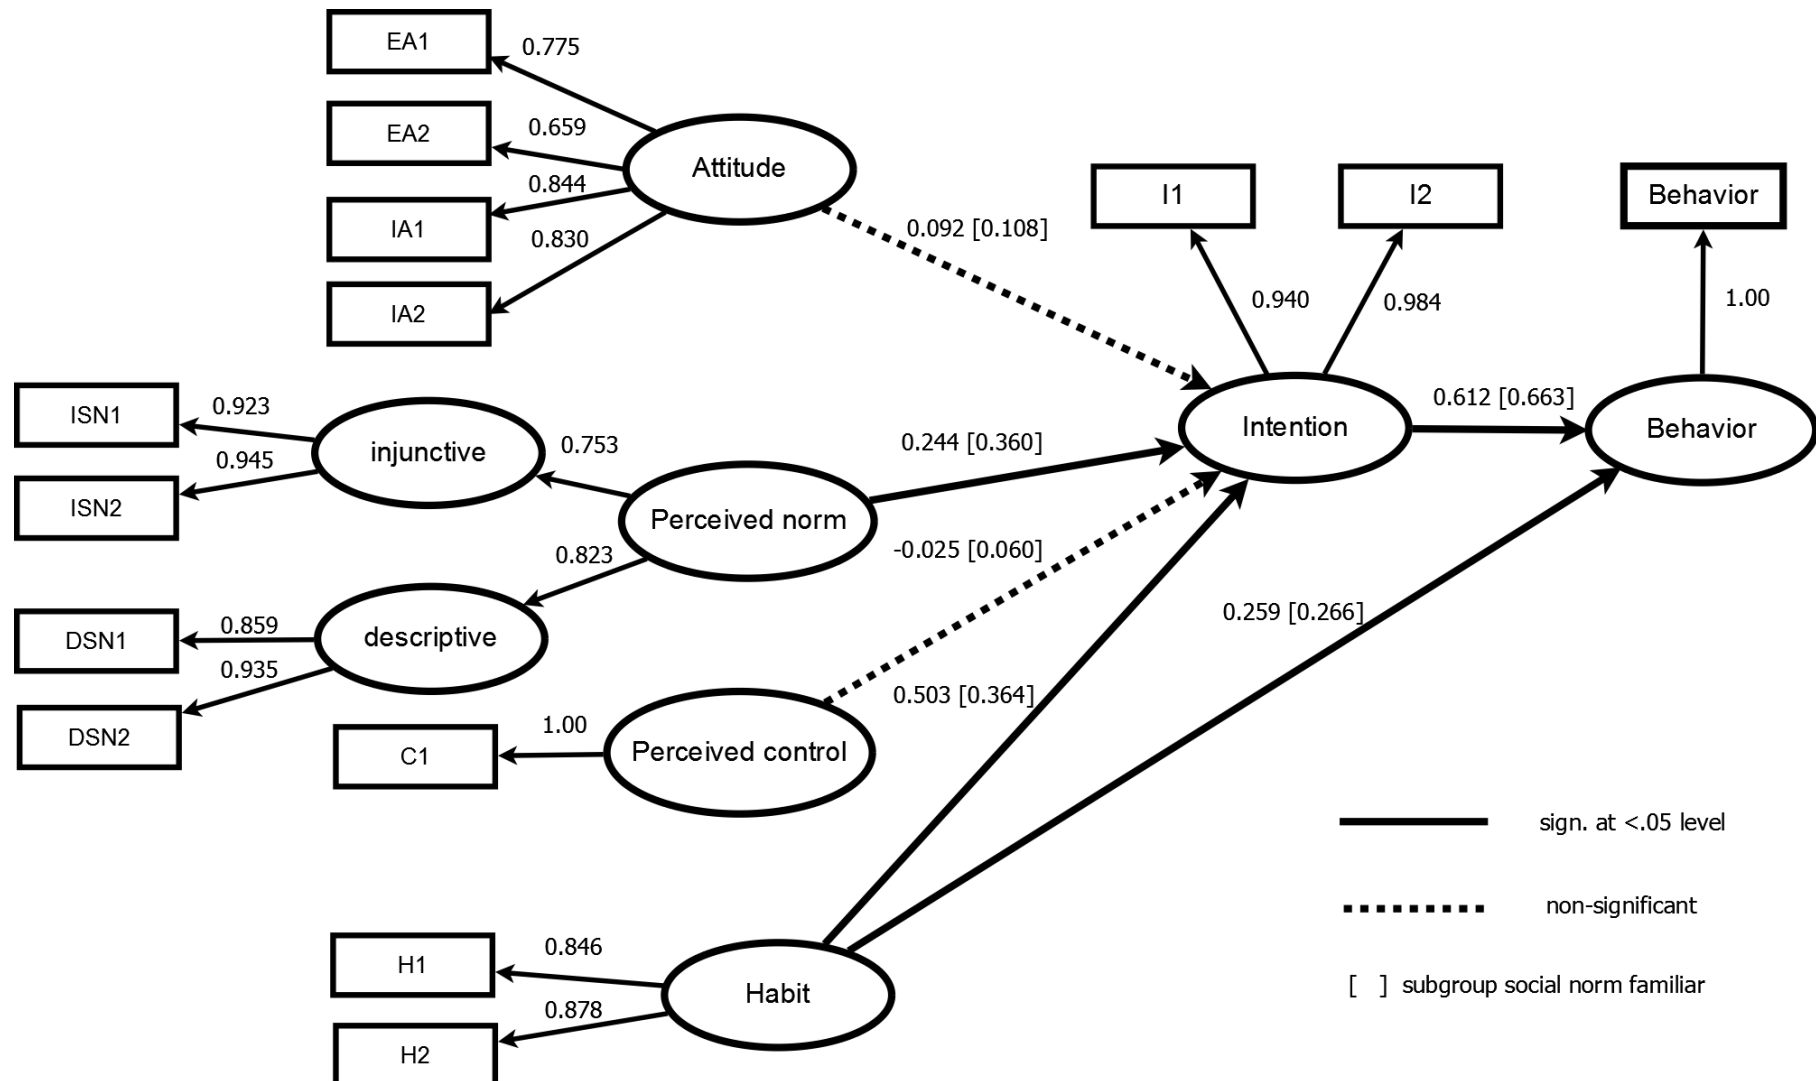 EA1
0.775
EA2
0.659
Attitude
0.844
IA1
0.830
IA2
0.092 [0.108]
I1
I2
Behavior
0.940
0.984
1.00
ISN1
0.923
injunctive
0.945
ISN2
0.753
Perceived norm
0.244 [0.360]
Intention
0.612 [0.663]
Behavior
0.823
-0.025 [0.060]
DSN1
0.859
descriptive
0.935
DSN2
0.259 [0.266]
0.503 [0.364]
C1
1.00
Perceived control
sign. at <.05 level
non-significant
[ ] subgroup social norm familiar
H1
0.846
Habit
0.878
H2